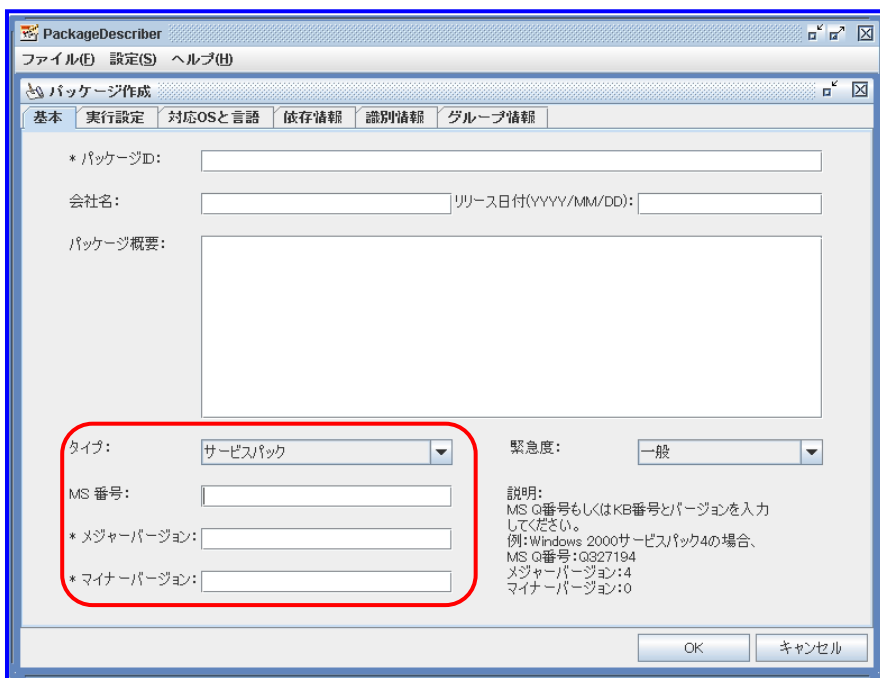 PackageDescriber
ファイル(F) 設定(S) ヘルプ(H)
パッケージ作成
基本 実行設定 対応OSと言語 依存情報 識別情報 グループ情報
* パッケージID:
会社名: リリース日付(YYYY/MM/DD):
パッケージ概要:
タイプ: サービスパック 緊急度: 一般
MS 番号:
* メジャーバージョン:
* マイナーバージョン:
説明:
MS Q番号もしくはKB番号とバージョンを入力
してください。
例:Windows 2000サービスパック4の場合、
MS Q番号:Q327194
メジャーバージョン:4
マイナーバージョン:0
OK キャンセル